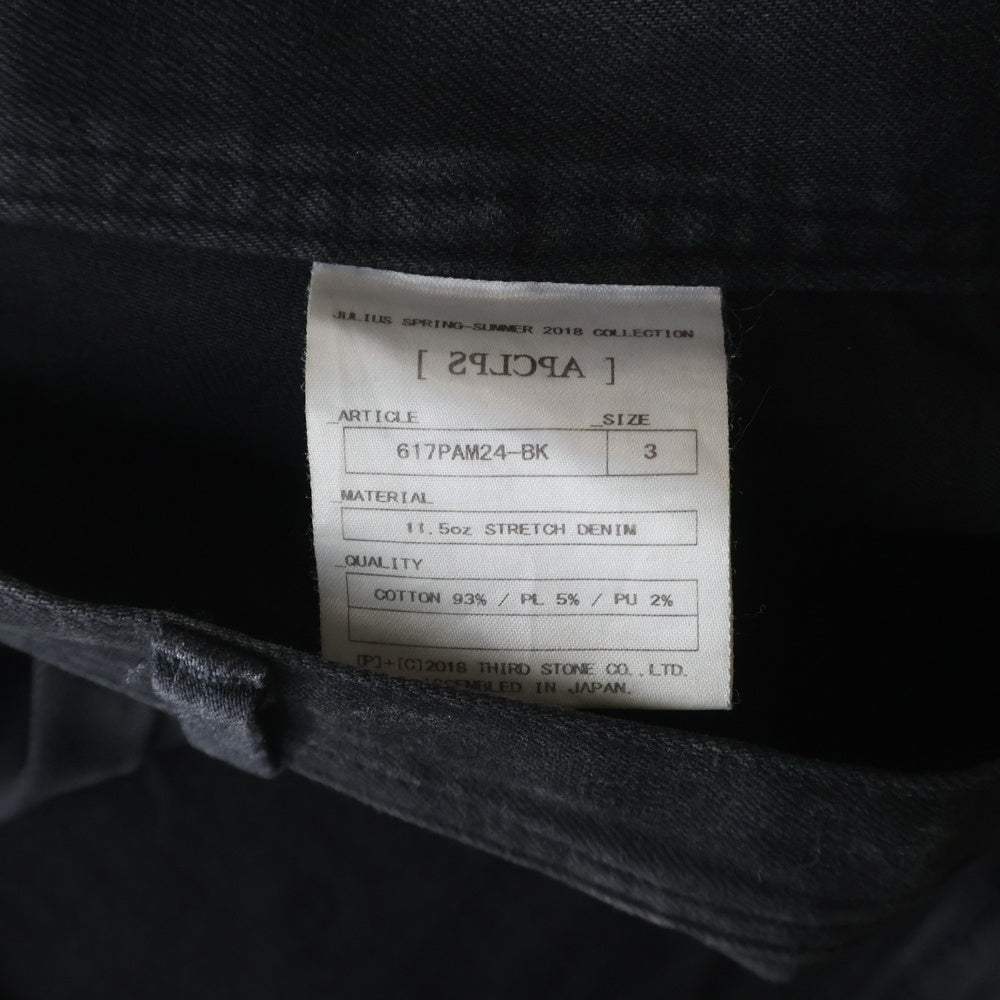 JULIUS SPRING-SUMMER 2018 COLLECTION
[ APCLPS ]
_ARTICLE _SIZE
617PAM24-BK 3
_MATERIAL
11.5oz STRETCH DENIM
_QUALITY
COTTON 93% / PL 5% / PU 2%
[P]+[C]2018 THIRD STONE CO.,LTD.
ASSEMBLED IN JAPAN.